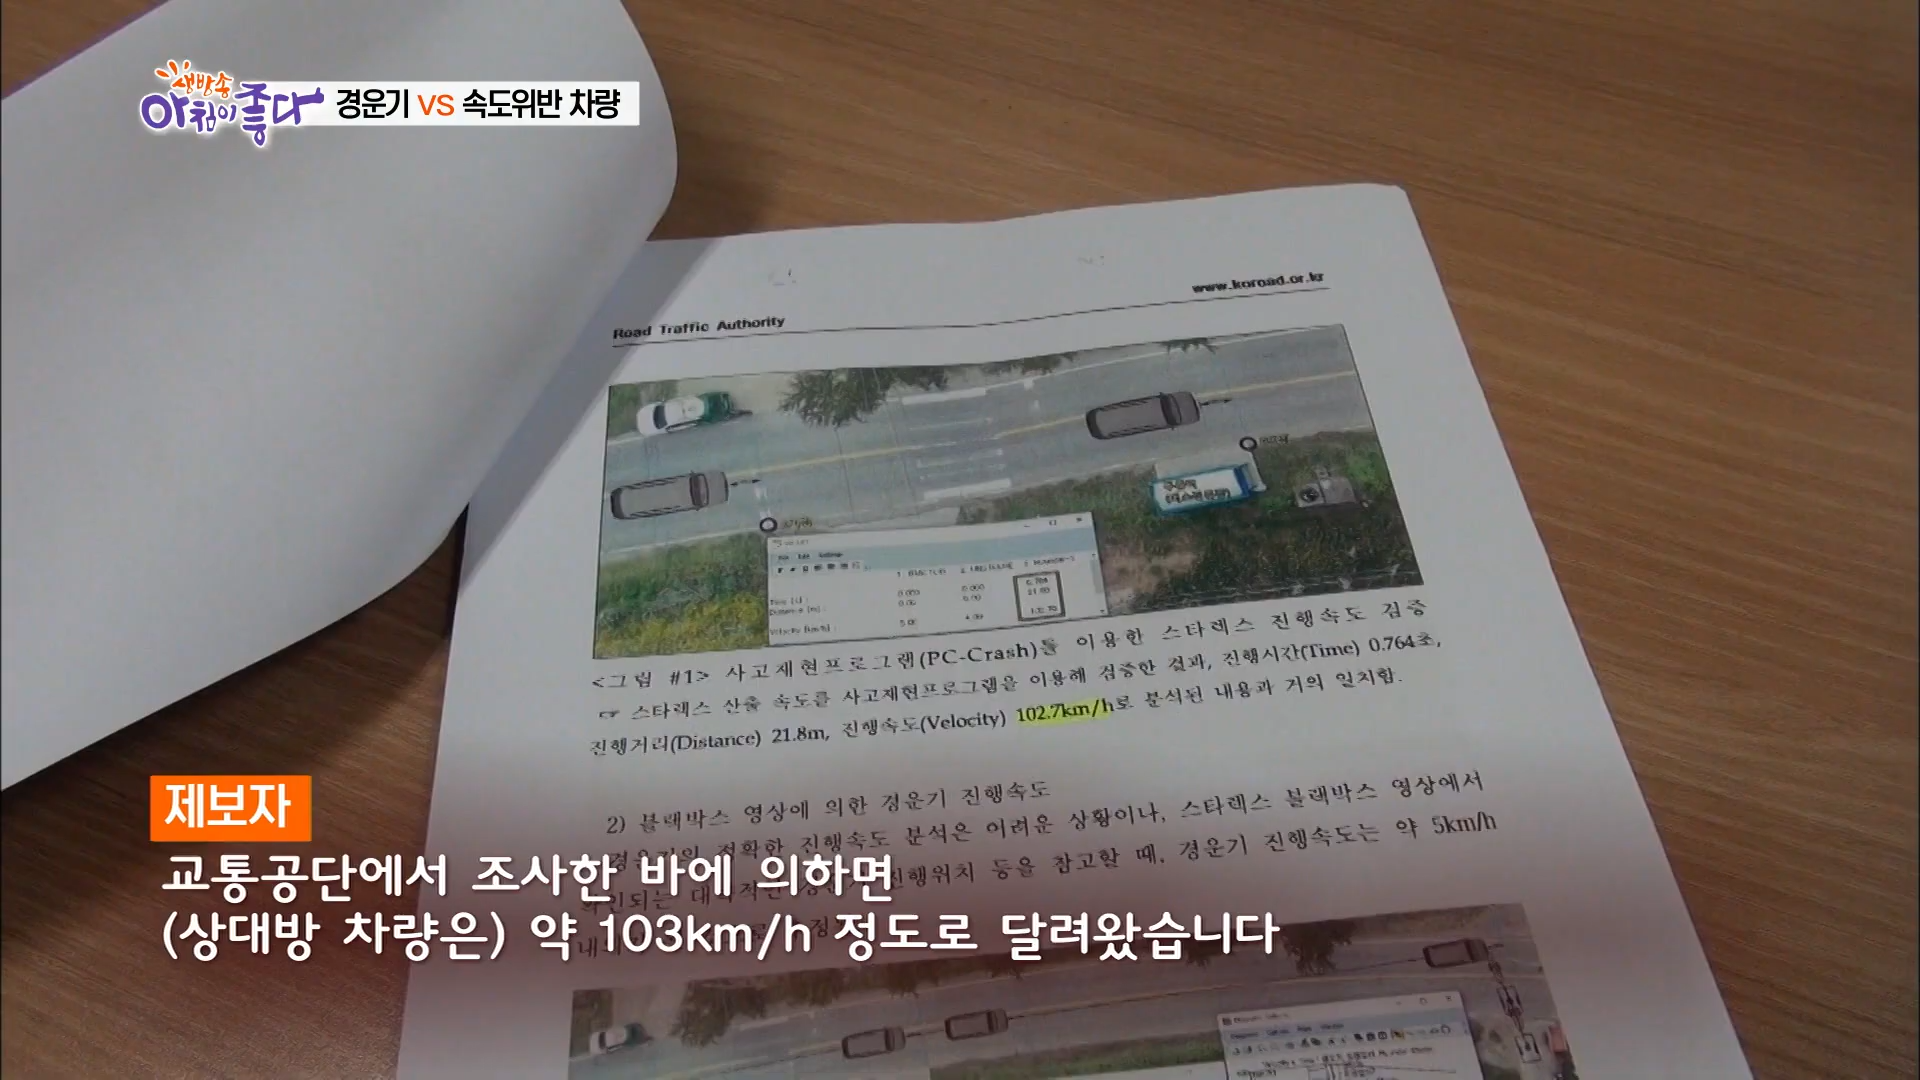 생방송
아침이 좋다
경운기 VS 속도위반 차량
www.koroad.or.kr
Road Traffic Authority
<그림 #1> 사고재현프로그램(PC-Crash)를 이용한 스타렉스 진행속도 검증
☞ 스타렉스 산출 속도를 사고재현프로그램을 이용해 검증한 결과, 진행시간(Time) 0.764초,
진행거리(Distance) 21.8m, 진행속도(Velocity) 102.7km/h로 분석된 내용과 거의 일치함.
2) 블랙박스 영상에 의한 경운기 진행속도
경운기의 정확한 진행속도 분석은 어려운 상황이나, 스타렉스 블랙박스 영상에서
확인되는 진행위치 등을 참고할 때, 경운기 진행속도는 약 5km/h
제보자
교통공단에서 조사한 바에 의하면
(상대방 차량은) 약 103km/h 정도로 달려왔습니다